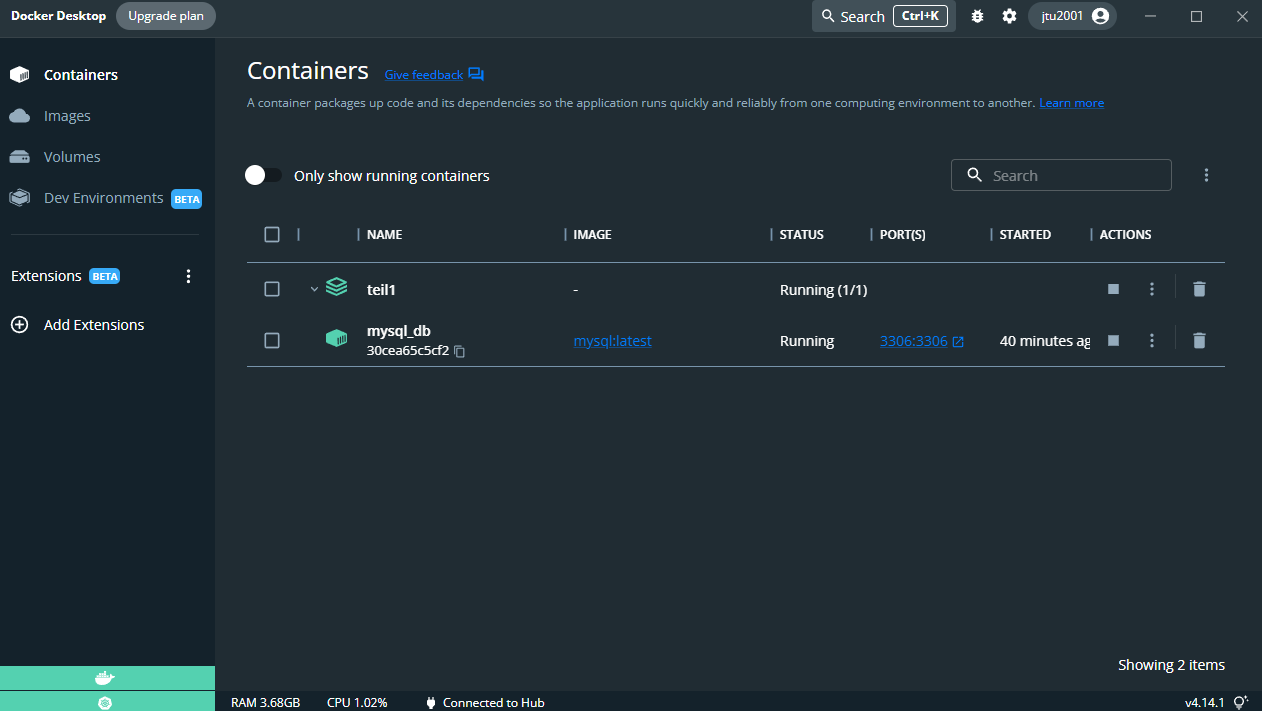 Docker Desktop Upgrade plan Search Ctrl+K jtu2001
Containers
Images
Volumes
Dev Environments BETA
Extensions BETA
Add Extensions
Containers Give feedback
A container packages up code and its dependencies so the application runs quickly and reliably from one computing environment to another. Learn more
Only show running containers Search
NAME IMAGE STATUS PORT(S) STARTED ACTIONS
teil1 - Running (1/1)
mysql_db
30cea65c5cf2 mysql:latest Running 3306:3306 40 minutes ag
Showing 2 items
RAM 3.68GB CPU 1.02% Connected to Hub v4.14.1